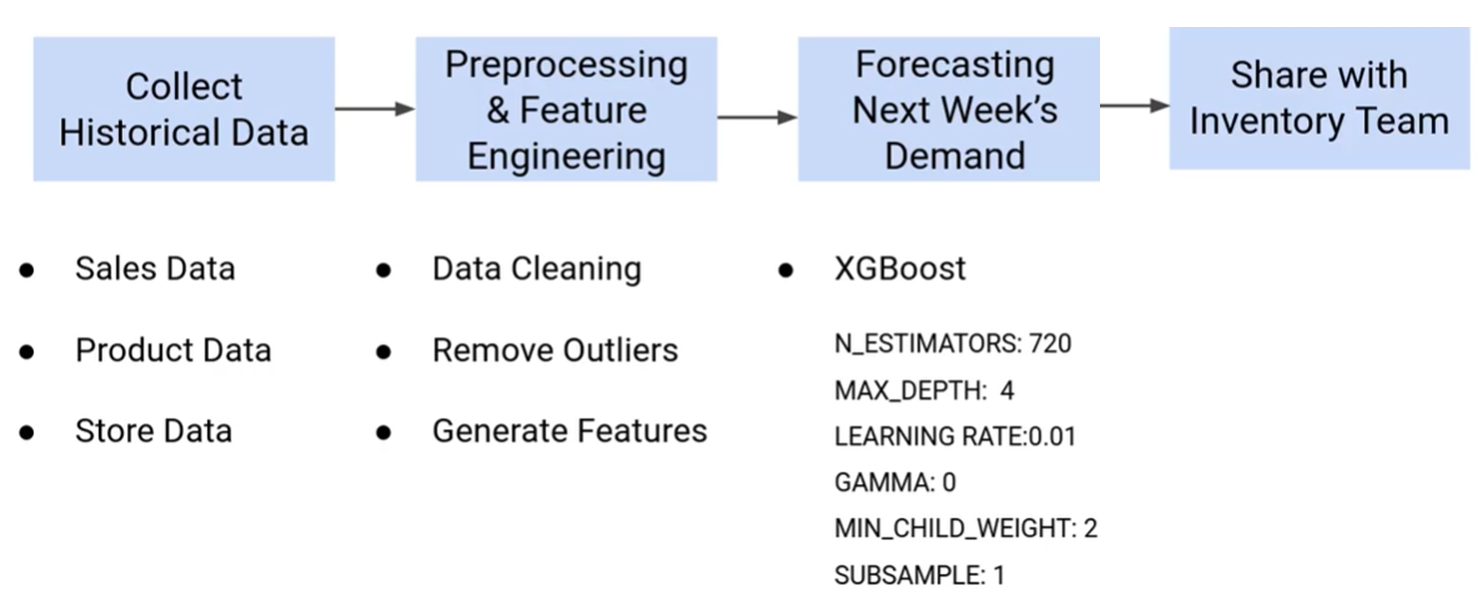 Collect
Historical Data
Preprocessing
& Feature
Engineering
Forecasting
Next Week's
Demand
Share with
Inventory Team
● Sales Data
● Product Data
● Store Data
● Data Cleaning
● Remove Outliers
● Generate Features
● XGBoost
N_ESTIMATORS: 720
MAX_DEPTH:  4
LEARNING RATE:0.01
GAMMA: 0
MIN_CHILD_WEIGHT: 2
SUBSAMPLE: 1